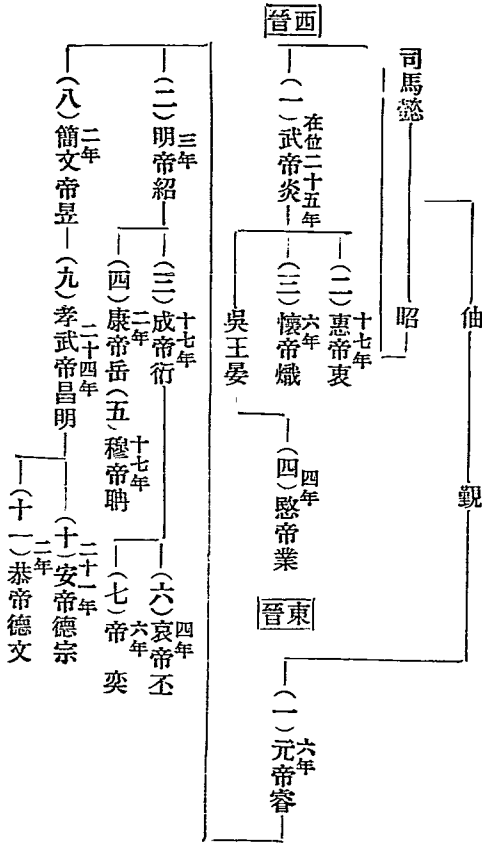 伷
覲
司馬懿
昭
西晉
(一)武帝炎
在位二十五年
(二)惠帝衷
十七年
(三)懷帝熾
六年
吳王晏
(四)愍帝業
四年
東晉
(一)元帝睿
六年
(二)明帝紹
三年
(三)成帝衍
十七年
(四)康帝岳
二年
(五)穆帝聃
十七年
(六)哀帝丕
四年
(七)帝奕
六年
(八)簡文帝昱
二年
(九)孝武帝昌明
二十四年
(十)安帝德宗
二十一年
(十一)恭帝德文
二年